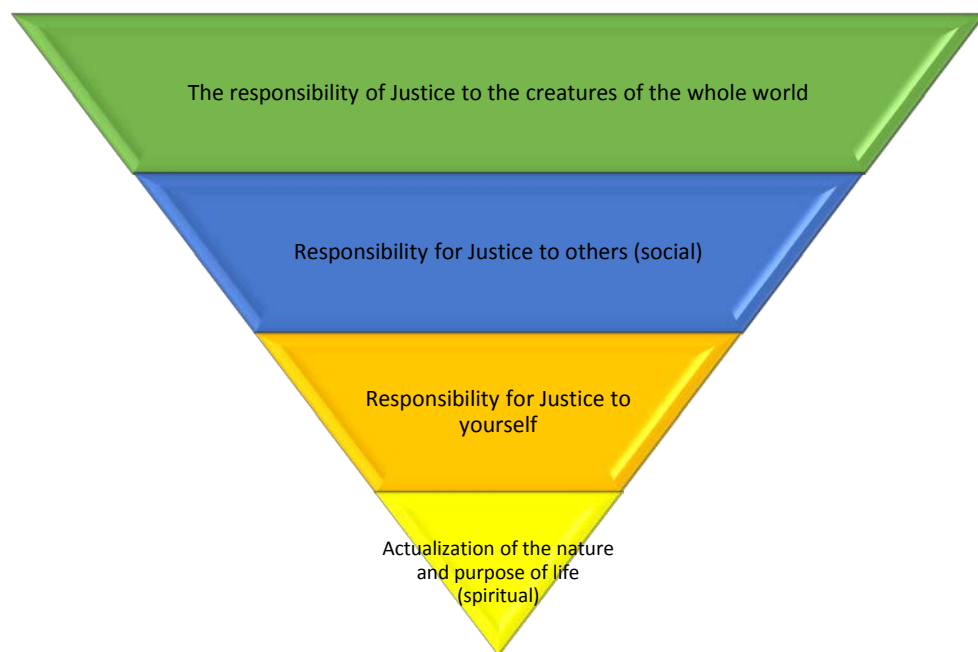 The responsibility of Justice to the creatures of the whole world
Responsibility for Justice to others (social)
Responsibility for Justice to
yourself
Actualization of the nature
and purpose of life
(spiritual)